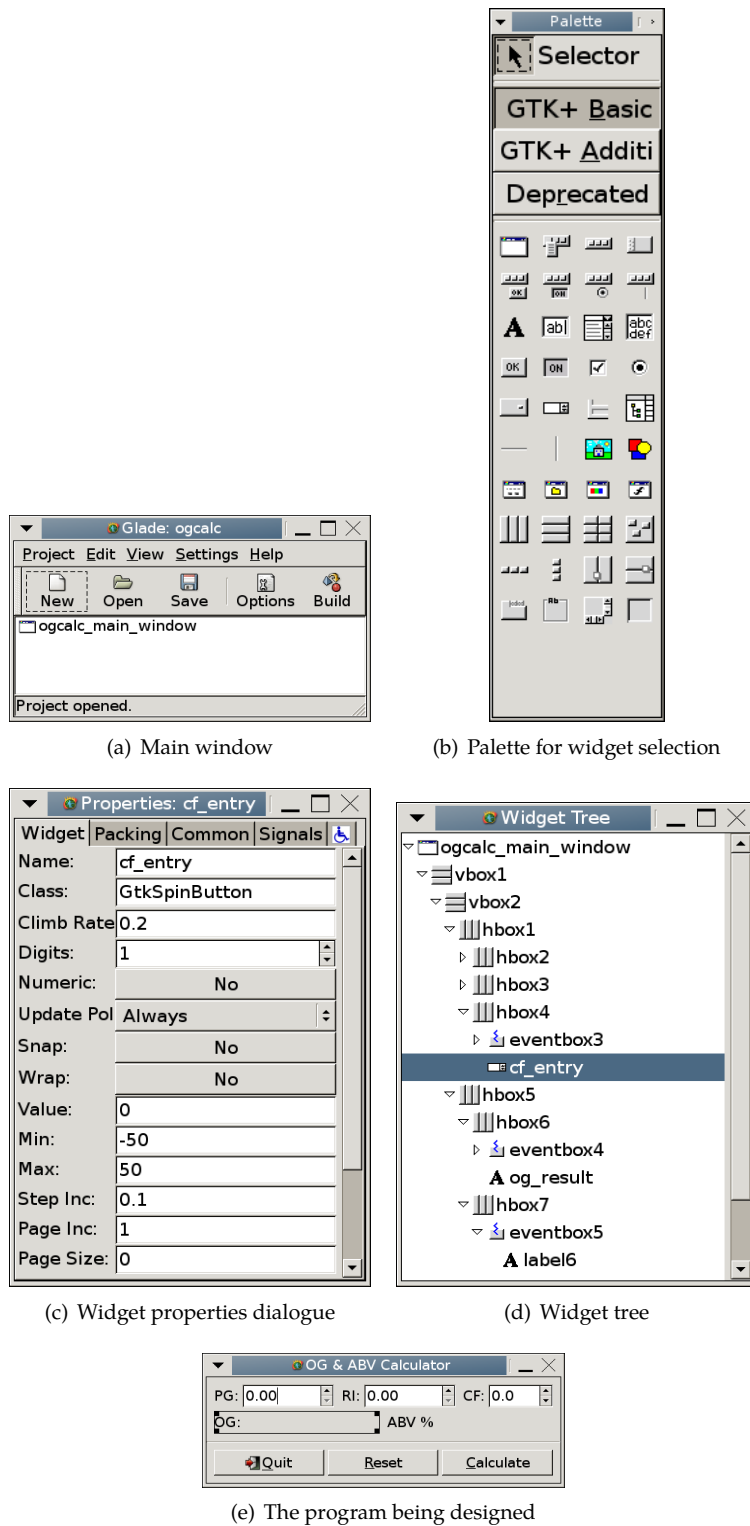 Palette
Selector
GTK+ Basic
GTK+ Additi
Deprecated
OK
ON
A
ab|
abc
def
OK
ON
Glade: ogcalc
Project Edit View Settings Help
New Open Save Options Build
ogcalc_main_window
Project opened.
(a) Main window
(b) Palette for widget selection
Properties: cf_entry
Widget Packing Common Signals
Name: cf_entry
Class: GtkSpinButton
Climb Rate 0.2
Digits: 1
Numeric: No
Update Pol Always
Snap: No
Wrap: No
Value: 0
Min: -50
Max: 50
Step Inc: 0.1
Page Inc: 1
Page Size: 0
(c) Widget properties dialogue
Widget Tree
ogcalc_main_window
vbox1
vbox2
hbox1
hbox2
hbox3
hbox4
eventbox3
cf_entry
hbox5
hbox6
eventbox4
A og_result
hbox7
eventbox5
A label6
(d) Widget tree
OG & ABV Calculator
PG: 0.00 RI: 0.00 CF: 0.0
OG: ABV %
Quit Reset Calculate
(e) The program being designed